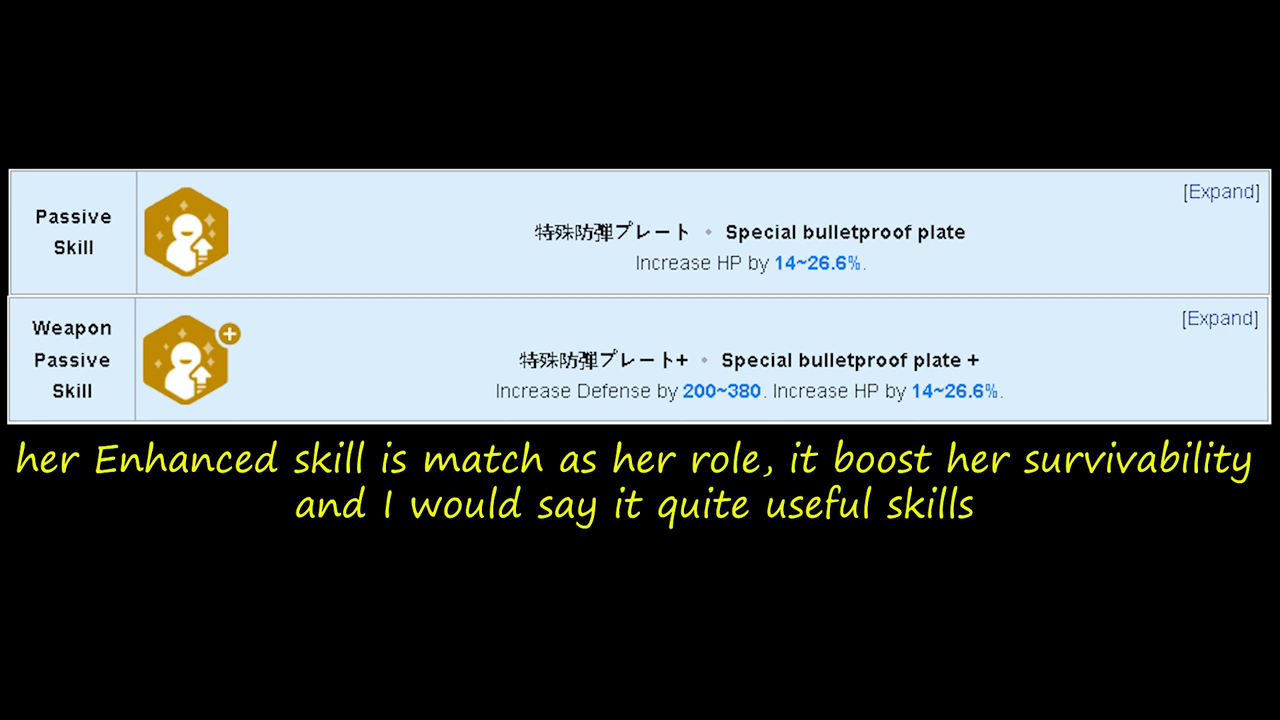 Passive
Skill
[Expand]
特殊防弾プレート • Special bulletproof plate
Increase HP by 14~26.6%.
Weapon
Passive
Skill
[Expand]
特殊防弾プレート+ • Special bulletproof plate +
Increase Defense by 200~380. Increase HP by 14~26.6%.
her Enhanced skill is match as her role, it boost her survivability
and I would say it quite useful skills